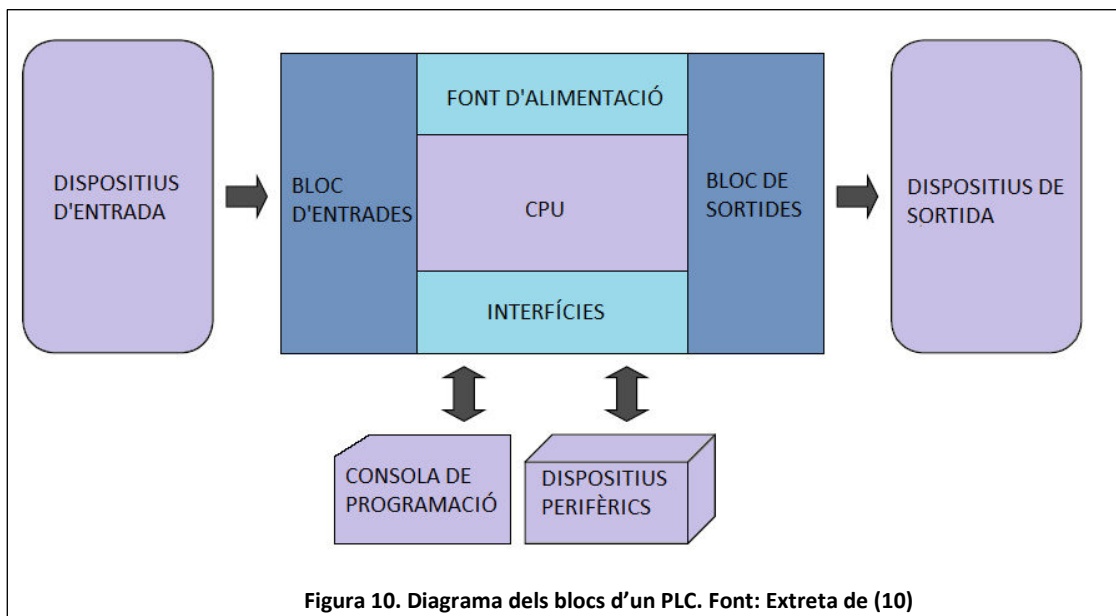 DISPOSITIUS
D'ENTRADA
BLOC
D'ENTRADES
FONT D'ALIMENTACIÓ
CPU
INTERFÍCIES
BLOC DE
SORTIDES
DISPOSITIUS DE
SORTIDA
CONSOLA DE
PROGRAMACIÓ
DISPOSITIUS
PERIFÈRICS
Figura 10. Diagrama dels blocs d’un PLC. Font: Extreta de (10)